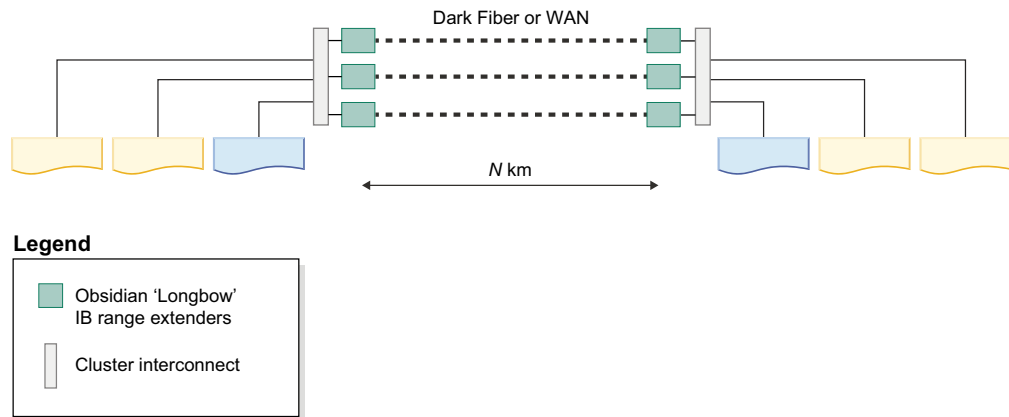 Dark Fiber or WAN
N km
Legend
Obsidian ‘Longbow’
IB range extenders
Cluster interconnect